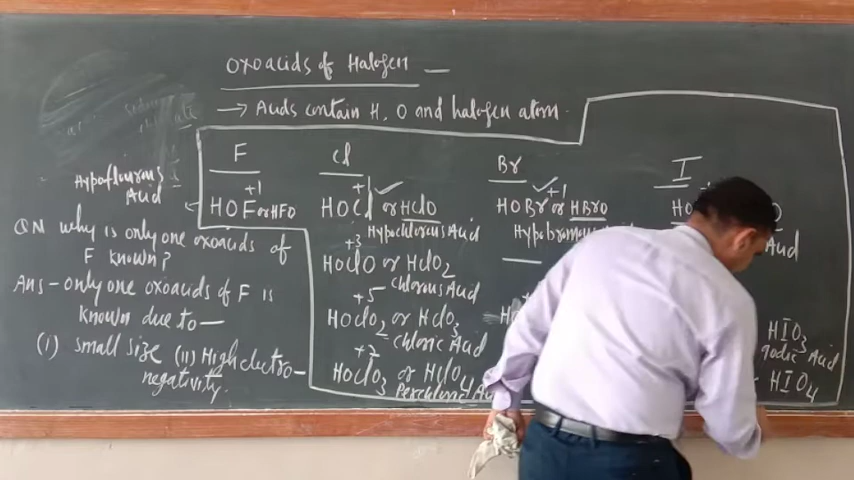 Oxoacids of Halogen —
→ Acids contain H, O and halogen atom.
F
+1
HOF or HFO
Hypoflourous
Acid
QN Why is only one oxoacids of
F known?
Ans - Only one oxoacids of F is
known due to —
(i) small size (ii) High electro-
negativity.
Cl
+1
HOCl or HClO
Hypochlorous Acid
+3
HOClO or HClO2
Chlorous Acid
+5
HOClO2 or HClO3
- Chloric Acid
+7
HOClO3 or HClO4
Perchloric
Br
+1
HOBr or HBrO
—
I
HO
Acid
HIO3
Iodic Acid
HIO4